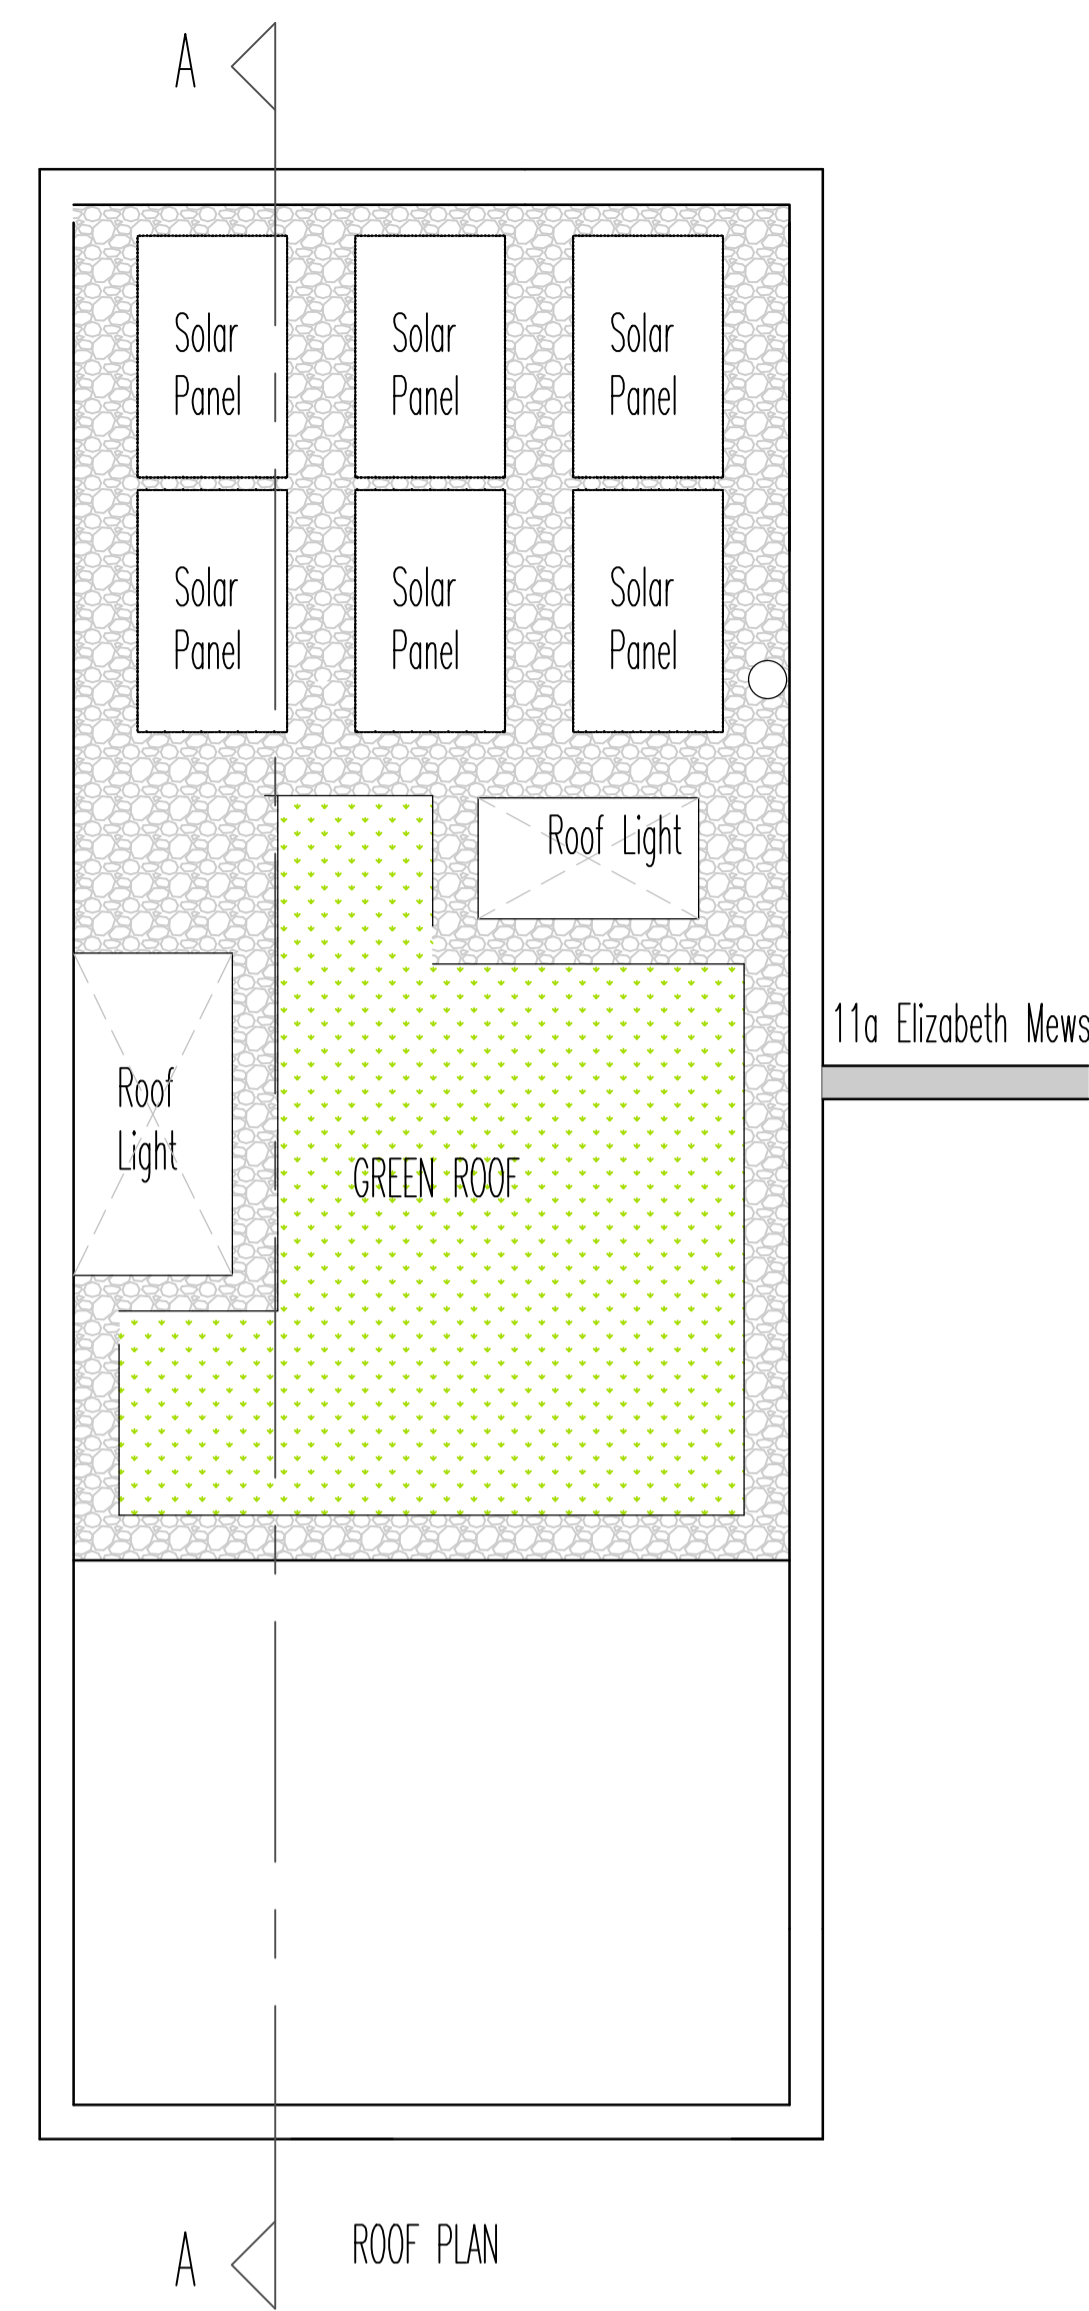 A
Solar
Panel
Solar
Panel
Solar
Panel
Solar
Panel
Solar
Panel
Solar
Panel
Roof Light
11a Elizabeth Mews
Roof
Light
GREEN ROOF
ROOF PLAN
A